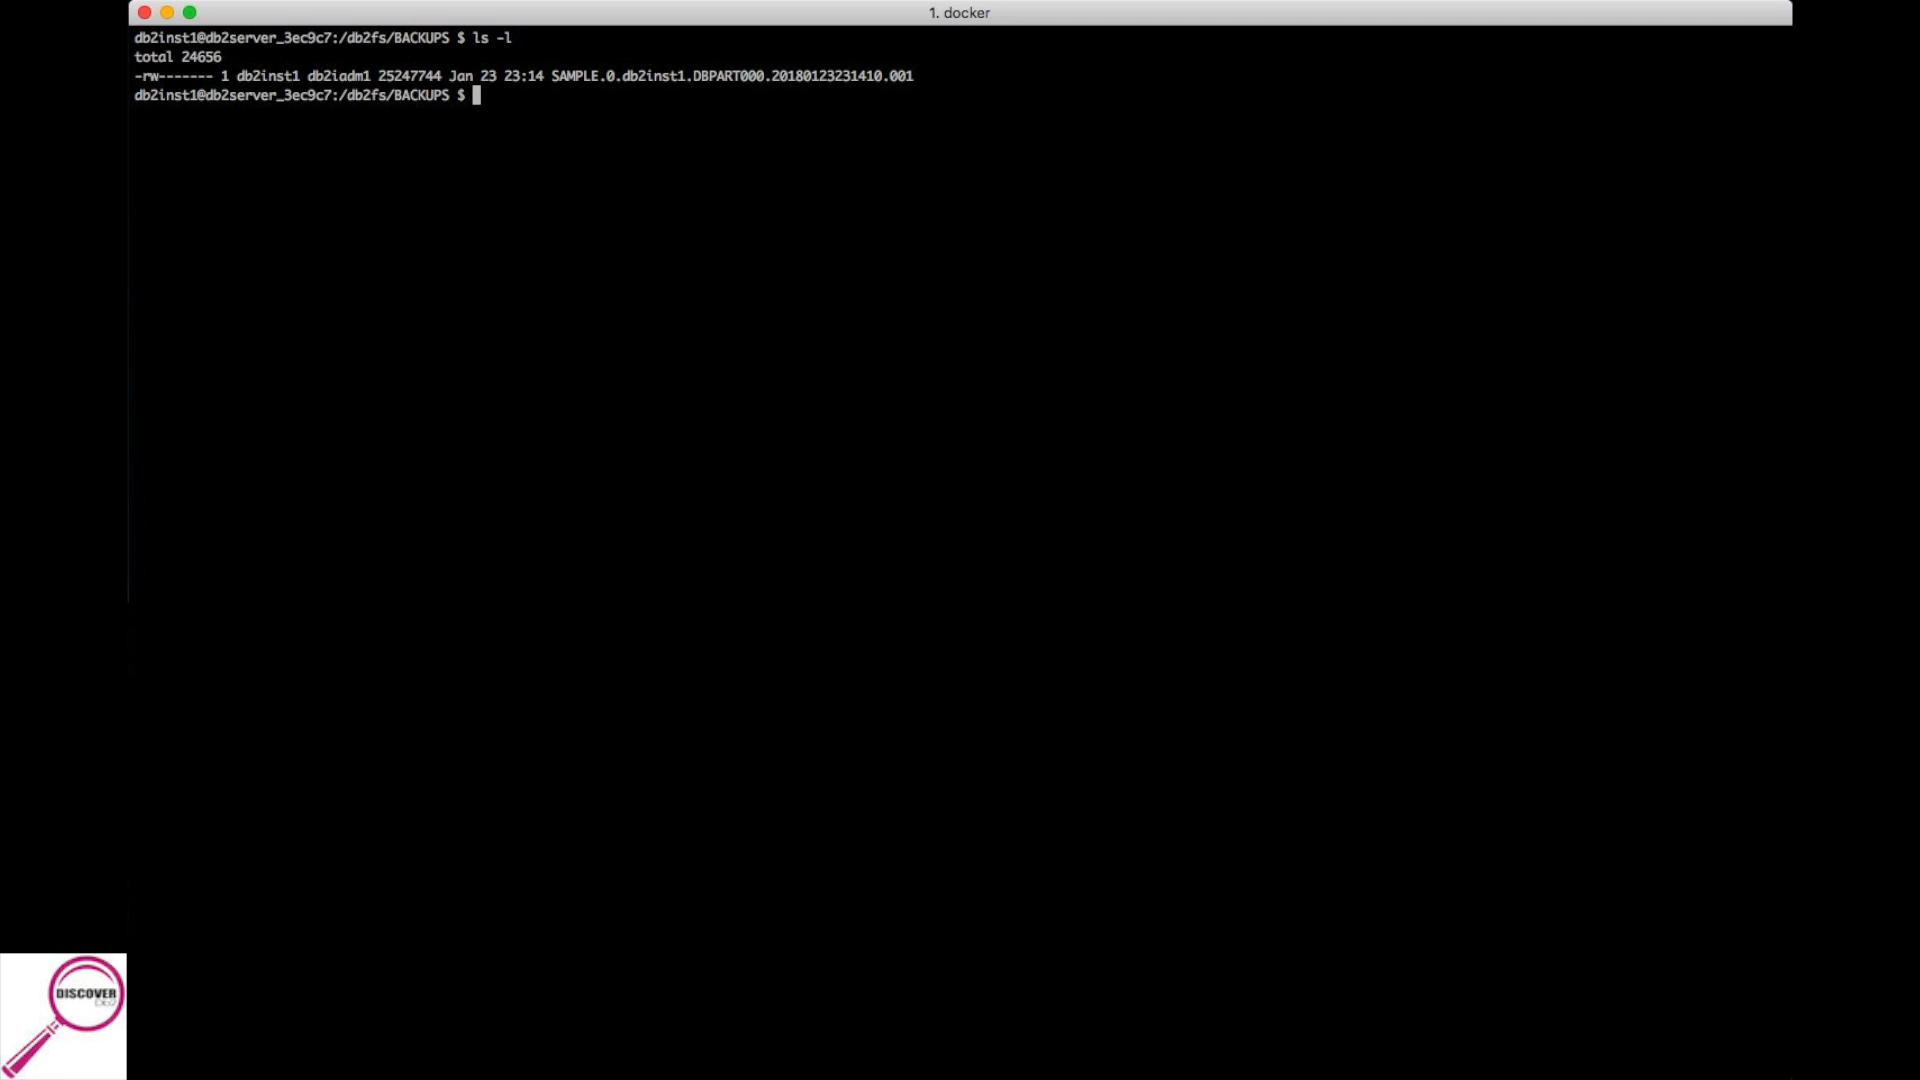 1. docker
db2inst1@db2server_3ec9c7:/db2fs/BACKUPS $ ls -l
total 24656
-rw------- 1 db2inst1 db2iadm1 25247744 Jan 23 23:14 SAMPLE.0.db2inst1.DBPART000.20180123231410.001
db2inst1@db2server_3ec9c7:/db2fs/BACKUPS $
DISCOVER
Db2